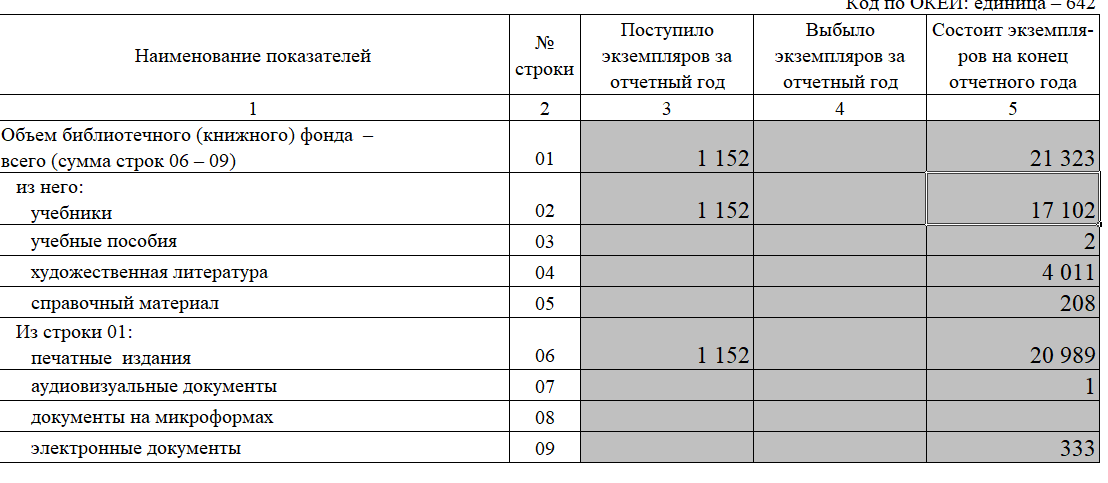 Код по ОКЕИ: единица – 642
Наименование показателей
№
строки
Поступило
экземпляров за
отчетный год
Выбыло
экземпляров за
отчетный год
Состоит экземпля-
ров на конец
отчетного года
1 2 3 4 5
Объем библиотечного (книжного) фонда –
всего (сумма строк 06 – 09) 01 1 152 21 323
из него:
учебники 02 1 152 17 102
учебные пособия 03 2
художественная литература 04 4 011
справочный материал 05 208
Из строки 01:
печатные издания 06 1 152 20 989
аудиовизуальные документы 07 1
документы на микроформах 08
электронные документы 09 333